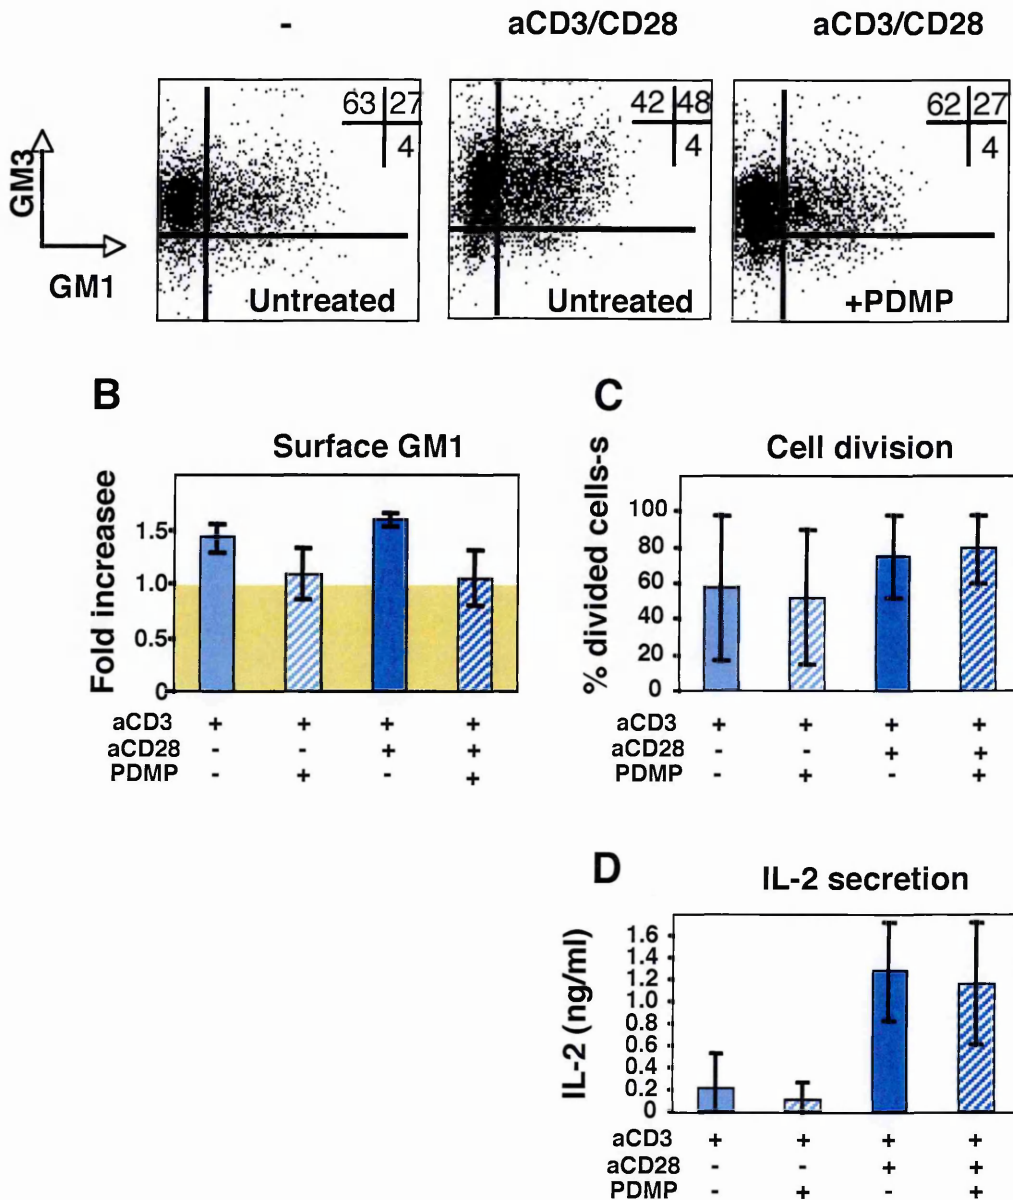 - aCD3/CD28 aCD3/CD28
63 27 42 48 62 27
4 4 4
GM3
GM1
Untreated Untreated +PDMP
B
Surface GM1
Fold increasee
1.5
1.0
0.5
0
aCD3 + + + +
aCD28 - - + +
PDMP - + - +
C
Cell division
% divided cells-s
100
80
60
40
20
0
aCD3 + + + +
aCD28 - - + +
PDMP - + - +
D
IL-2 secretion
IL-2 (ng/ml)
1.6
1.4
1.2
1.0
0.8
0.6
0.4
0.2
0
aCD3 + + + +
aCD28 - - + +
PDMP - + - +